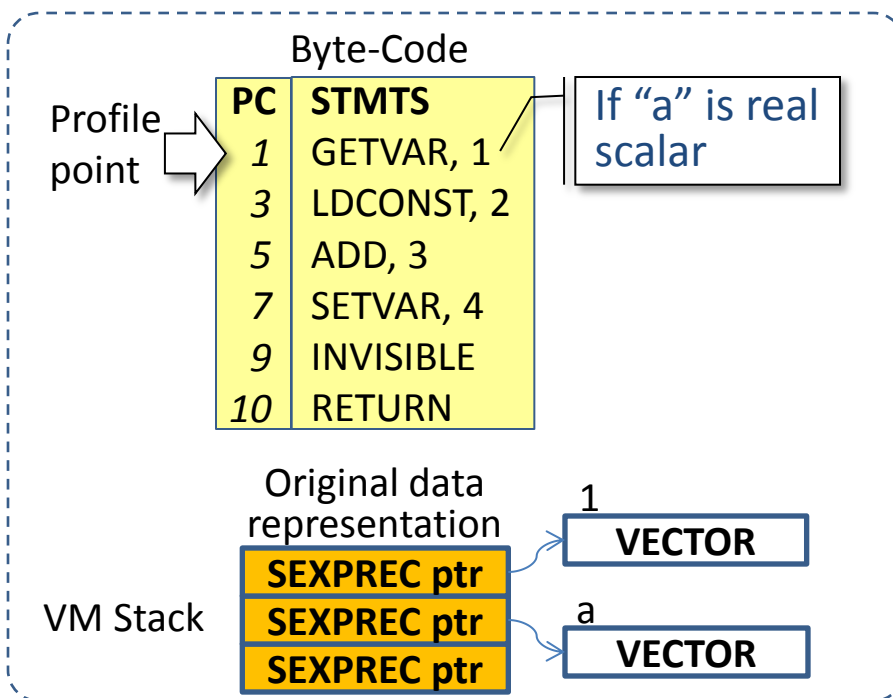 Byte-Code
Profile point
PC STMTS
1 GETVAR, 1
3 LDCONST, 2
5 ADD, 3
7 SETVAR, 4
9 INVISIBLE
10 RETURN
If “a” is real
scalar
Original data
representation
VM Stack
SEXPREC ptr
SEXPREC ptr
SEXPREC ptr
1
VECTOR
a
VECTOR